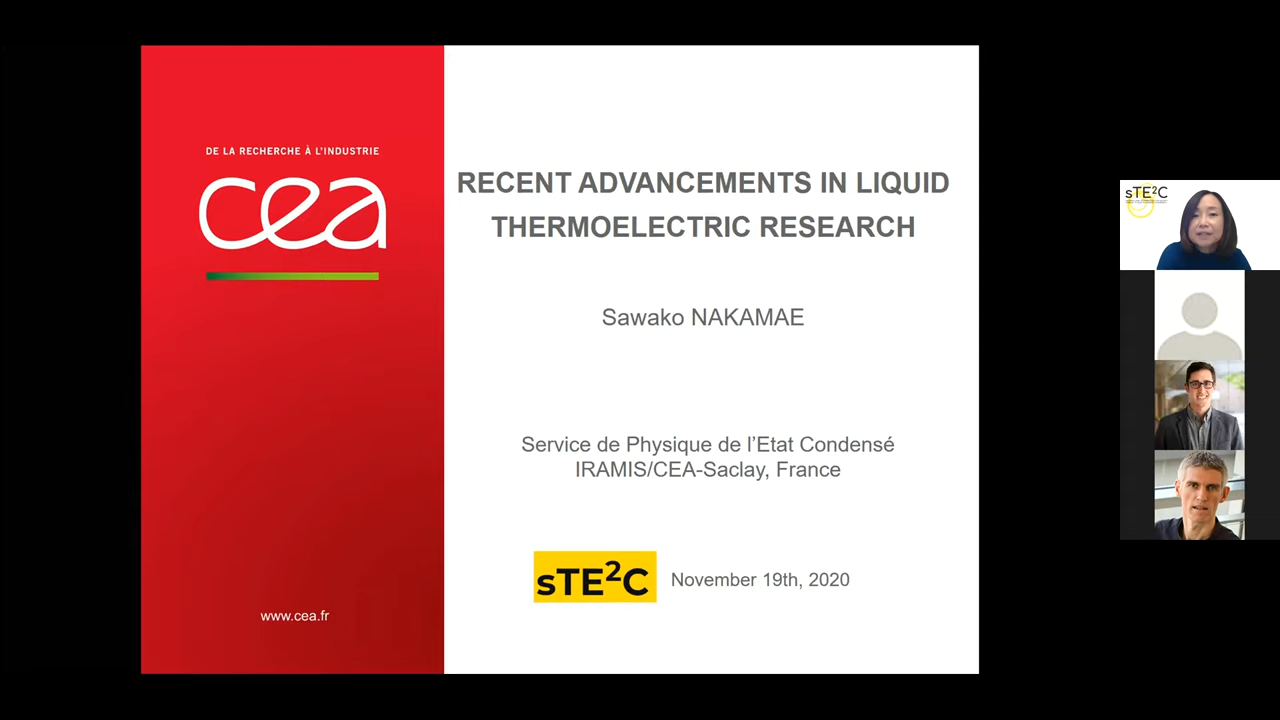 DE LA RECHERCHE À L'INDUSTRIE
cea
www.cea.fr
RECENT ADVANCEMENTS IN LIQUID
THERMOELECTRIC RESEARCH
Sawako NAKAMAE
Service de Physique de l'Etat Condensé
IRAMIS/CEA-Saclay, France
sTE²C
November 19th, 2020
sTE²C